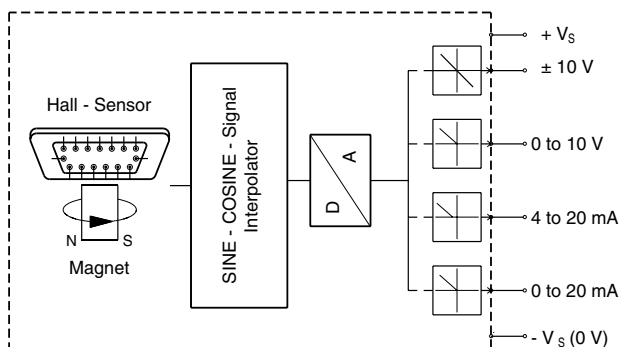 Hall - Sensor
N S
Magnet
SINE - COSINE - Signal
Interpolator
D A
+ VS
± 10 V
0 to 10 V
4 to 20 mA
0 to 20 mA
- VS (0 V)